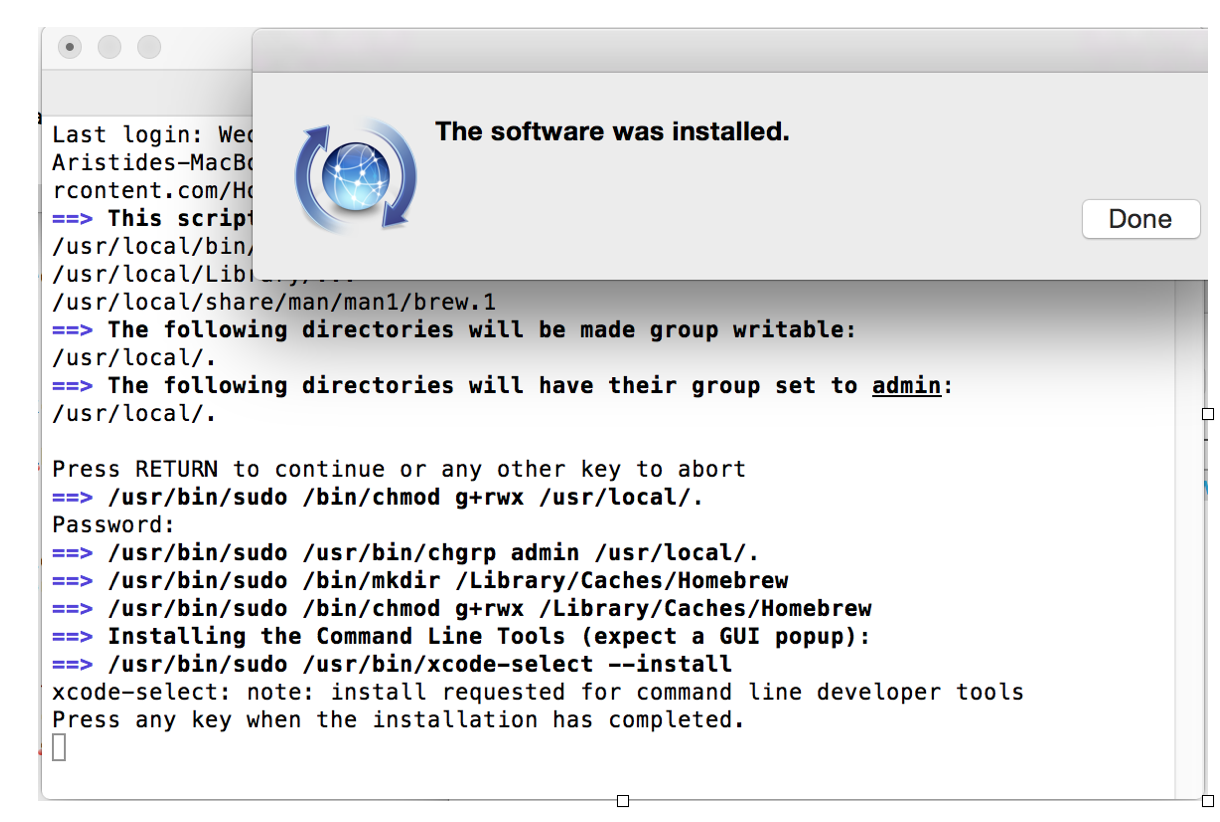 The software was installed.
Done
Last login:
rcontent.com/
==> This script
/usr/local/bin/
/usr/local/Library/...
/usr/local/share/man/man1/brew.1
==> The following directories will be made group writable:
/usr/local/.
==> The following directories will have their group set to admin:
/usr/local/.
Press RETURN to continue or any other key to abort
==> /usr/bin/sudo /bin/chmod g+rwx /usr/local/.
Password:
==> /usr/bin/sudo /usr/bin/chgrp admin /usr/local/.
==> /usr/bin/sudo /bin/mkdir /Library/Caches/Homebrew
==> /usr/bin/sudo /bin/chmod g+rwx /Library/Caches/Homebrew
==> Installing the Command Line Tools (expect a GUI popup):
==> /usr/bin/sudo /usr/bin/xcode-select --install
xcode-select: note: install requested for command line developer tools
Press any key when the installation has completed.